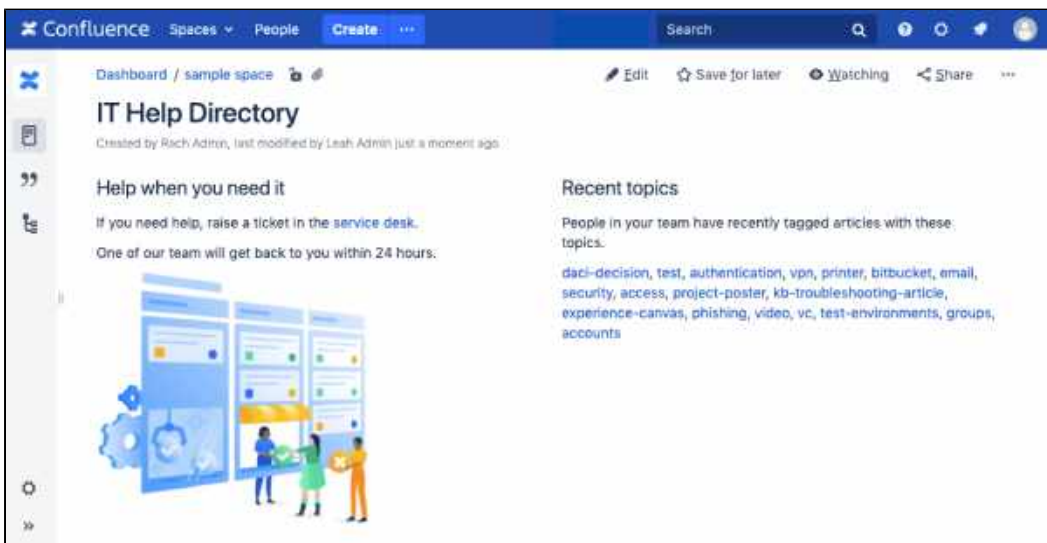 Confluence Spaces People Create ··· Search
Dashboard / sample space
Edit Save for later Watching Share ···
IT Help Directory
Created by Rach Admin, last modified by Leah Admin just a moment ago
Help when you need it
If you need help, raise a ticket in the service desk.
One of our team will get back to you within 24 hours.
Recent topics
People in your team have recently tagged articles with these
topics.
daci-decision, test, authentication, vpn, printer, bitbucket, email,
security, access, project-poster, kb-troubleshooting-article,
experience-canvas, phishing, video, vc, test-environments, groups,
accounts